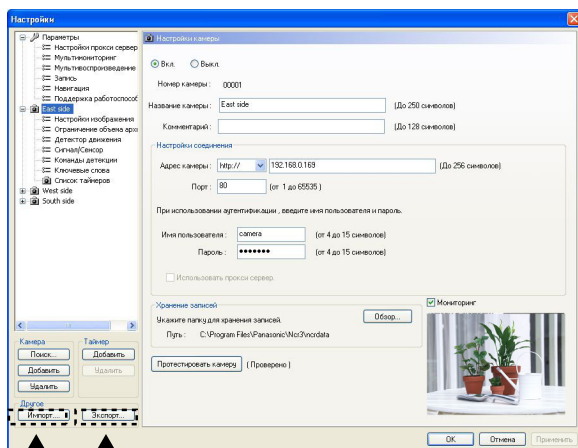 Настройки
Параметры
Настройки прокси сервер
Мультимониторинг
Мультивоспроизведение
Запись
Навигация
Поддержка работоспособ
East side
Настройки изображения
Ограничение объема архи
Детектор движения
Сигнал/Сенсор
Команды детекции
Ключевые слова
Список таймеров
West side
South side
Камера
Поиск...
Добавить
Удалить
Таймер
Добавить
Удалить
Другое
Импорт...
Экспорт...
Настройки камеры
Вкл. Выкл.
Номер камеры: 00001
Название камеры: East side (До 250 символов)
Комментарий: (До 128 символов)
Настройки соединения
Адрес камеры: http:// 192.168.0.169 (До 256 символов)
Порт: 80 (от 1 до 65535 )
При использовании аутентификации , введите имя пользователя и пароль.
Имя пользователя : camera (от 4 до 15 символов)
Пароль : ●●●●●●● (от 4 до 15 символов)
Использовать прокси сервер.
Хранение записей
Укажите папку для хранения записей. Обзор...
Путь : C:\Program Files\Panasonic\Ncr3\ncrdata
Мониторинг
Протестировать камеру ( Проверено )
OK Отмена Применить